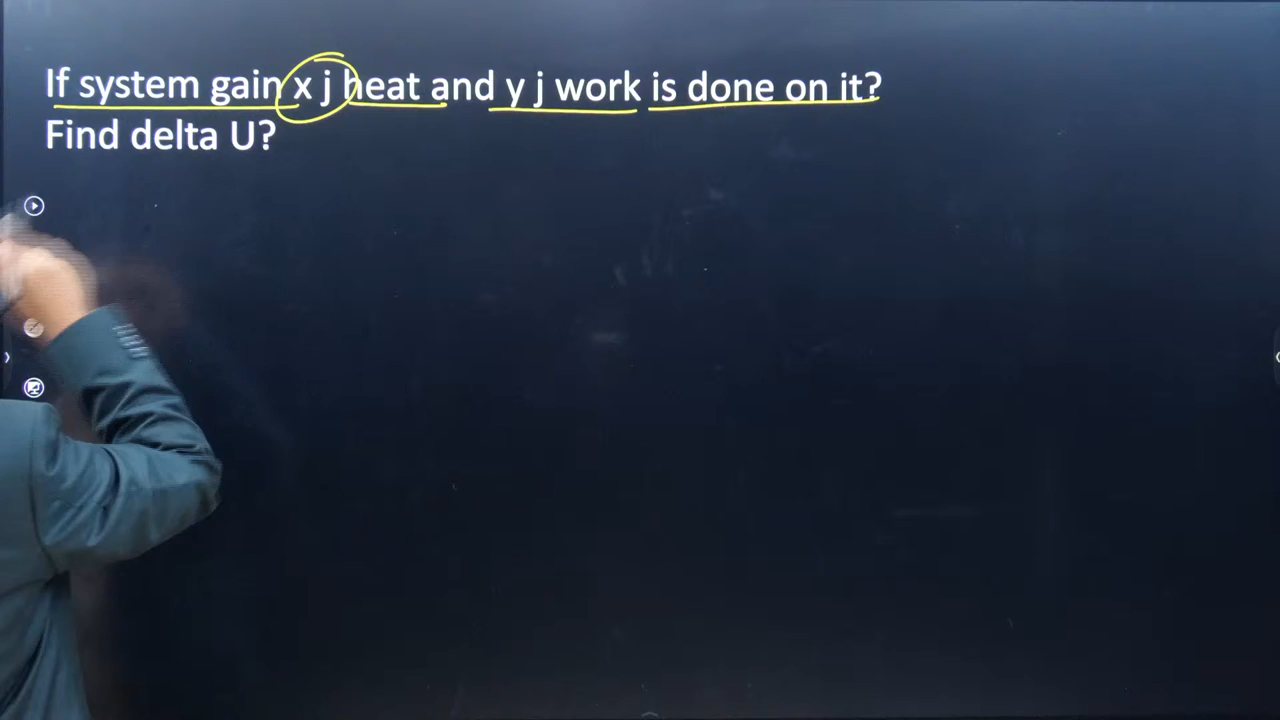 If system gain x j heat and y j work is done on it?
Find delta U?